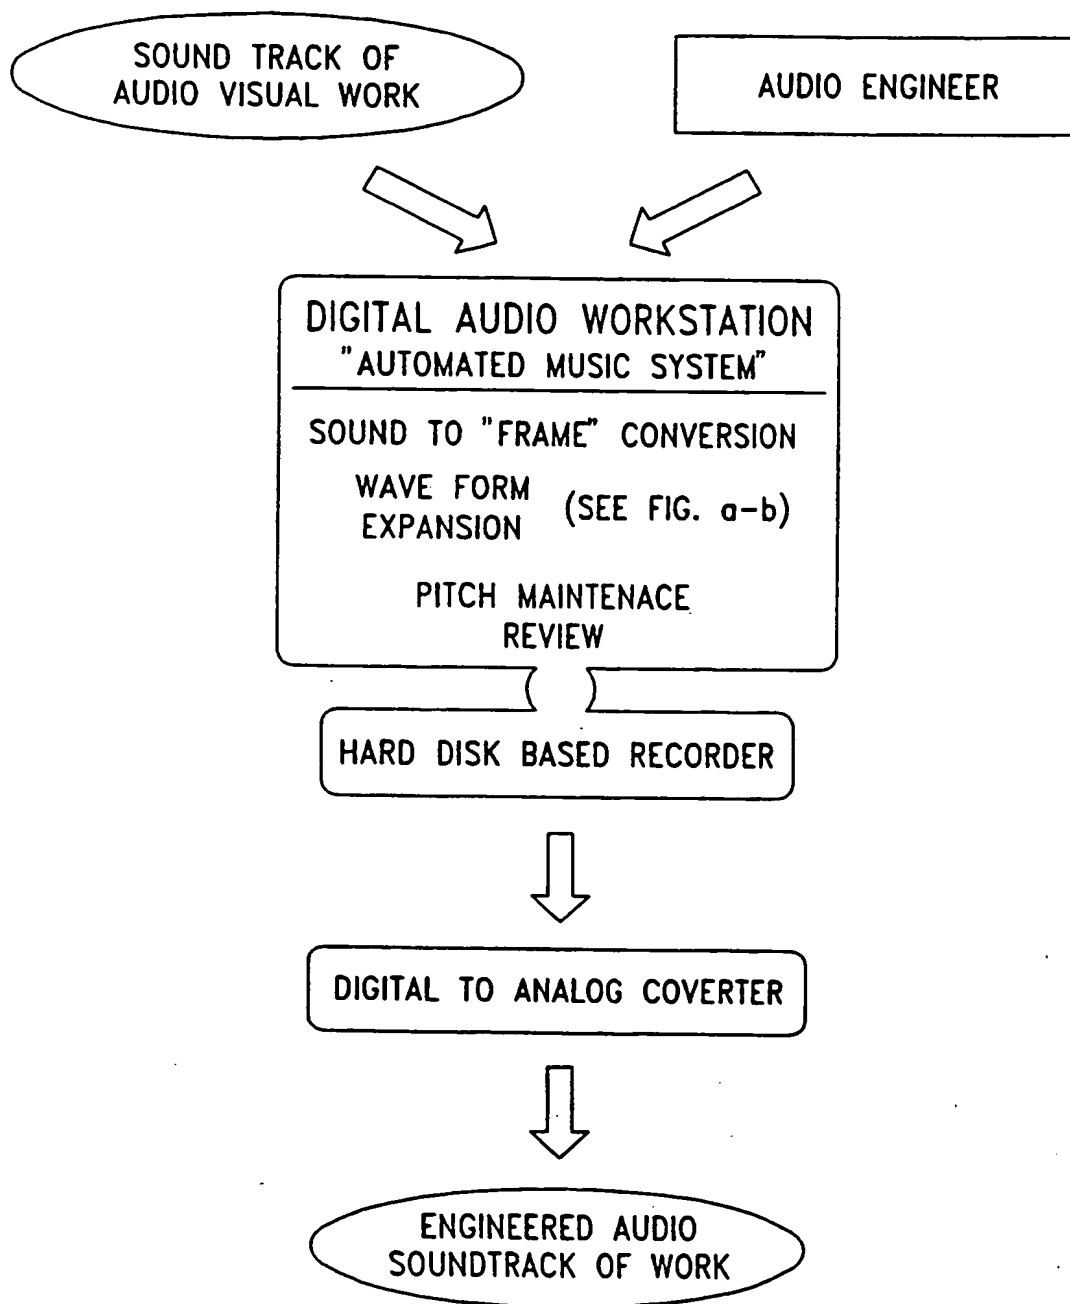 SOUND TRACK OF
AUDIO VISUAL WORK
AUDIO ENGINEER
DIGITAL AUDIO WORKSTATION
"AUTOMATED MUSIC SYSTEM"
SOUND TO "FRAME" CONVERSION
WAVE FORM
EXPANSION
(SEE FIG. a-b)
PITCH MAINTENACE
REVIEW
HARD DISK BASED RECORDER
DIGITAL TO ANALOG COVERTER
ENGINEERED AUDIO
SOUNDTRACK OF WORK